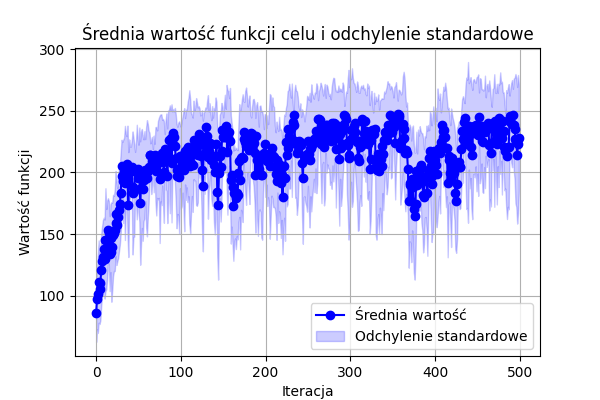 Średnia wartość funkcji celu i odchylenie standardowe
300
250
200
150
100
Wartość funkcji
0 100 200 300 400 500
Iteracja
Średnia wartość
Odchylenie standardowe